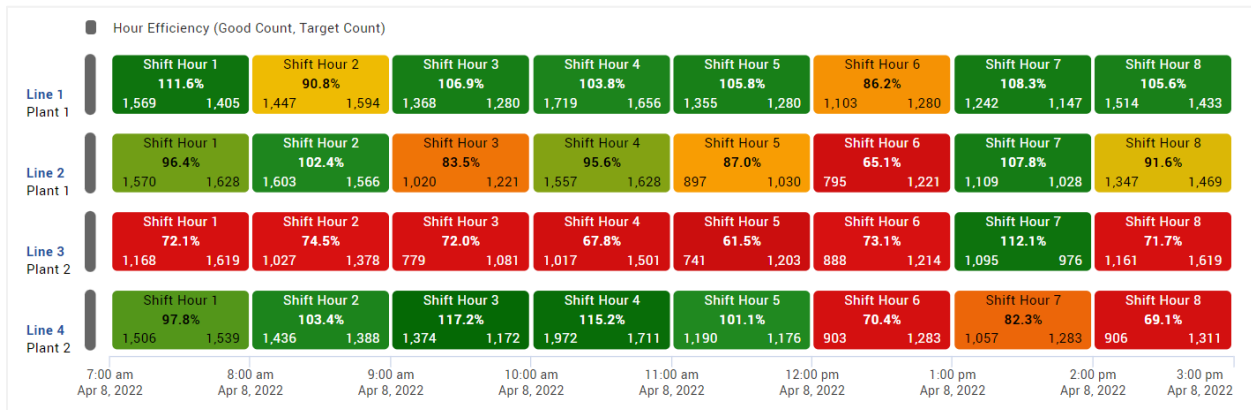 Hour Efficiency (Good Count, Target Count)
Line 1
Plant 1
Shift Hour 1
111.6%
1,569 1,405
Shift Hour 2
90.8%
1,447 1,594
Shift Hour 3
106.9%
1,368 1,280
Shift Hour 4
103.8%
1,719 1,656
Shift Hour 5
105.8%
1,355 1,280
Shift Hour 6
86.2%
1,103 1,280
Shift Hour 7
108.3%
1,242 1,147
Shift Hour 8
105.6%
1,514 1,433
Line 2
Plant 1
Shift Hour 1
96.4%
1,570 1,628
Shift Hour 2
102.4%
1,603 1,566
Shift Hour 3
83.5%
1,020 1,221
Shift Hour 4
95.6%
1,557 1,628
Shift Hour 5
87.0%
897 1,030
Shift Hour 6
65.1%
795 1,221
Shift Hour 7
107.8%
1,109 1,028
Shift Hour 8
91.6%
1,347 1,469
Line 3
Plant 2
Shift Hour 1
72.1%
1,168 1,619
Shift Hour 2
74.5%
1,027 1,378
Shift Hour 3
72.0%
779 1,081
Shift Hour 4
67.8%
1,017 1,501
Shift Hour 5
61.5%
741 1,203
Shift Hour 6
73.1%
888 1,214
Shift Hour 7
112.1%
1,095 976
Shift Hour 8
71.7%
1,161 1,619
Line 4
Plant 2
Shift Hour 1
97.8%
1,506 1,539
Shift Hour 2
103.4%
1,436 1,388
Shift Hour 3
117.2%
1,374 1,172
Shift Hour 4
115.2%
1,972 1,711
Shift Hour 5
101.1%
1,190 1,176
Shift Hour 6
70.4%
903 1,283
Shift Hour 7
82.3%
1,057 1,283
Shift Hour 8
69.1%
906 1,311
7:00 am 8:00 am 9:00 am 10:00 am 11:00 am 12:00 pm 1:00 pm 2:00 pm 3:00 pm
Apr 8, 2022 Apr 8, 2022 Apr 8, 2022 Apr 8, 2022 Apr 8, 2022 Apr 8, 2022 Apr 8, 2022 Apr 8, 2022 Apr 8, 2022